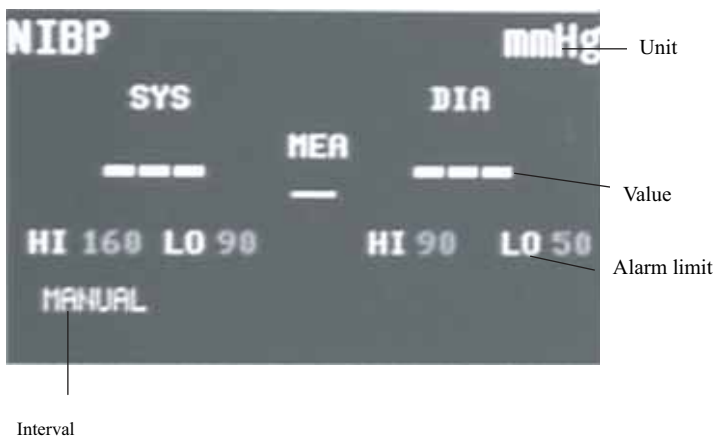 NIBP mmHg Unit
SYS DIA
MEA
--- --- Value
—
HI 160 LO 90 HI 90 LO 50
Alarm limit
MANUAL
Interval